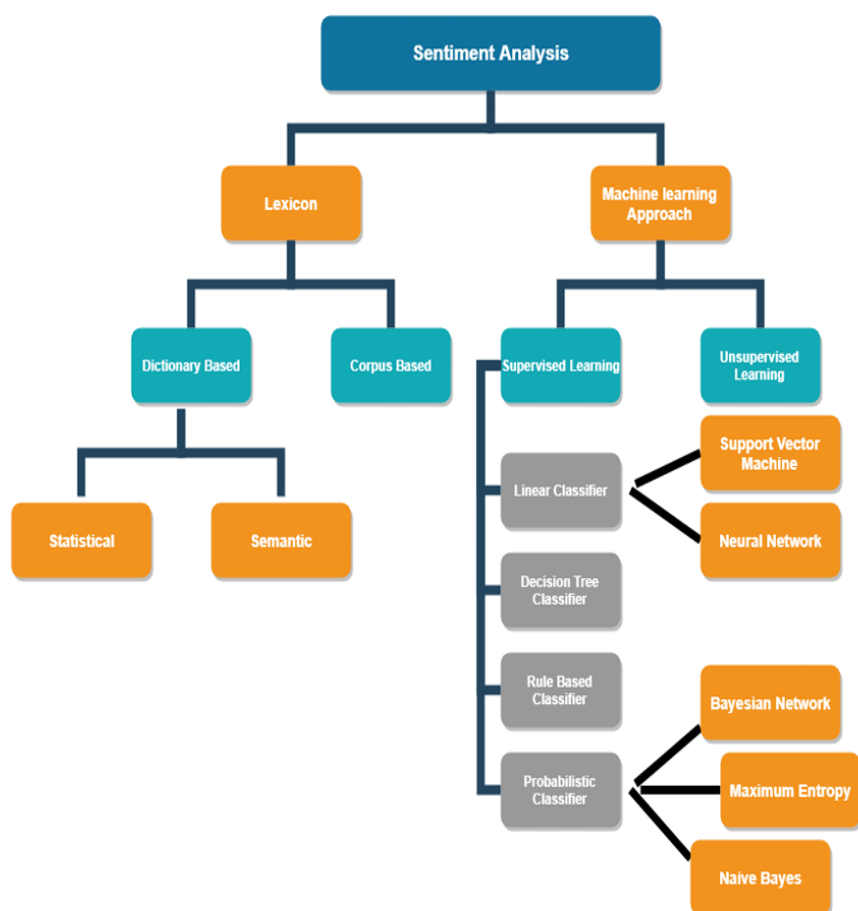 Sentiment Analysis
Lexicon
Machine learning
Approach
Dictionary Based
Corpus Based
Supervised Learning
Unsupervised
Learning
Support Vector
Machine
Linear Classifier
Statistical
Semantic
Neural Network
Decision Tree
Classifier
Rule Based
Classifier
Bayesian Network
Probabilistic
Classifier
Maximum Entropy
Naive Bayes